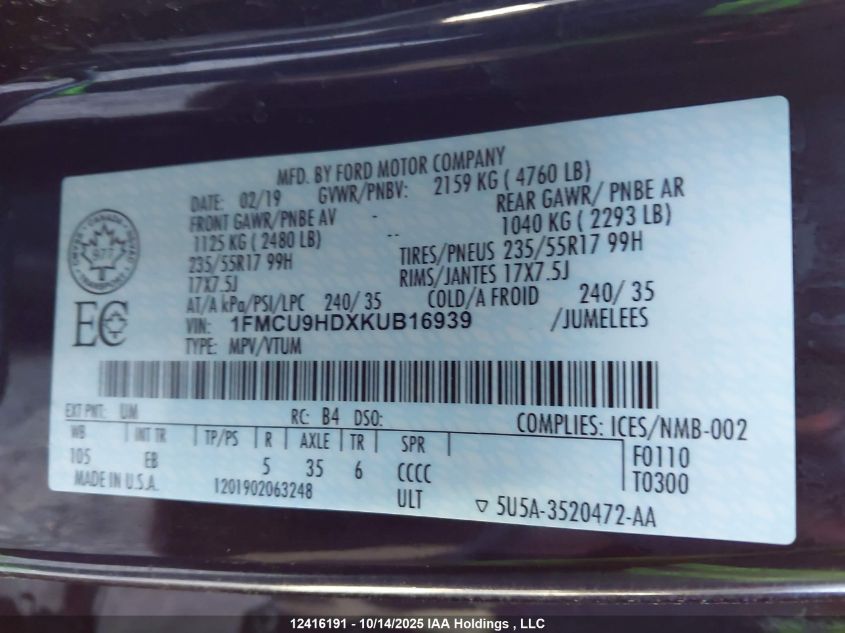 MFD. BY FORD MOTOR COMPANY
DATE: 02/19 GVWR/PNBV: 2159 KG ( 4760 LB)
FRONT GAWR/PNBE AV - REAR GAWR/ PNBE AR
1125 KG ( 2480 LB) -- 1040 KG ( 2293 LB)
235/55R17 99H TIRES/PNEUS 235/55R17 99H
17X7.5J RIMS/JANTES 17X7.5J
AT/A kPa/PSI/LPC 240/ 35 COLD/A FROID 240/ 35
VIN: 1FMCU9HDXKUB16939 /JUMELEES
TYPE: MPV/VTUM
CANADA
977
TRANSPORT
EC
EXT PNT: UM RC: B4 DSO: COMPLIES: ICES/NMB-002
WB INT TR TP/PS R AXLE TR SPR F0110
105 EB 5 35 6 CCCC T0300
MADE IN U.S.A. 1201902063248 ULT 5U5A-3520472-AA
12416191 - 10/14/2025 IAA Holdings , LLC